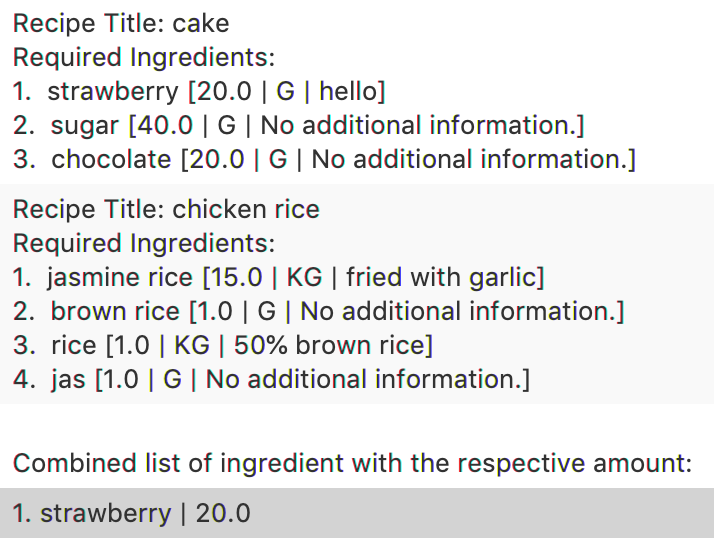 Recipe Title: cake
Required Ingredients:
1. strawberry [20.0 | G | hello]
2. sugar [40.0 | G | No additional information.]
3. chocolate [20.0 | G | No additional information.]
Recipe Title: chicken rice
Required Ingredients:
1. jasmine rice [15.0 | KG | fried with garlic]
2. brown rice [1.0 | G | No additional information.]
3. rice [1.0 | KG | 50% brown rice]
4. jas [1.0 | G | No additional information.]
Combined list of ingredient with the respective amount:
1. strawberry | 20.0